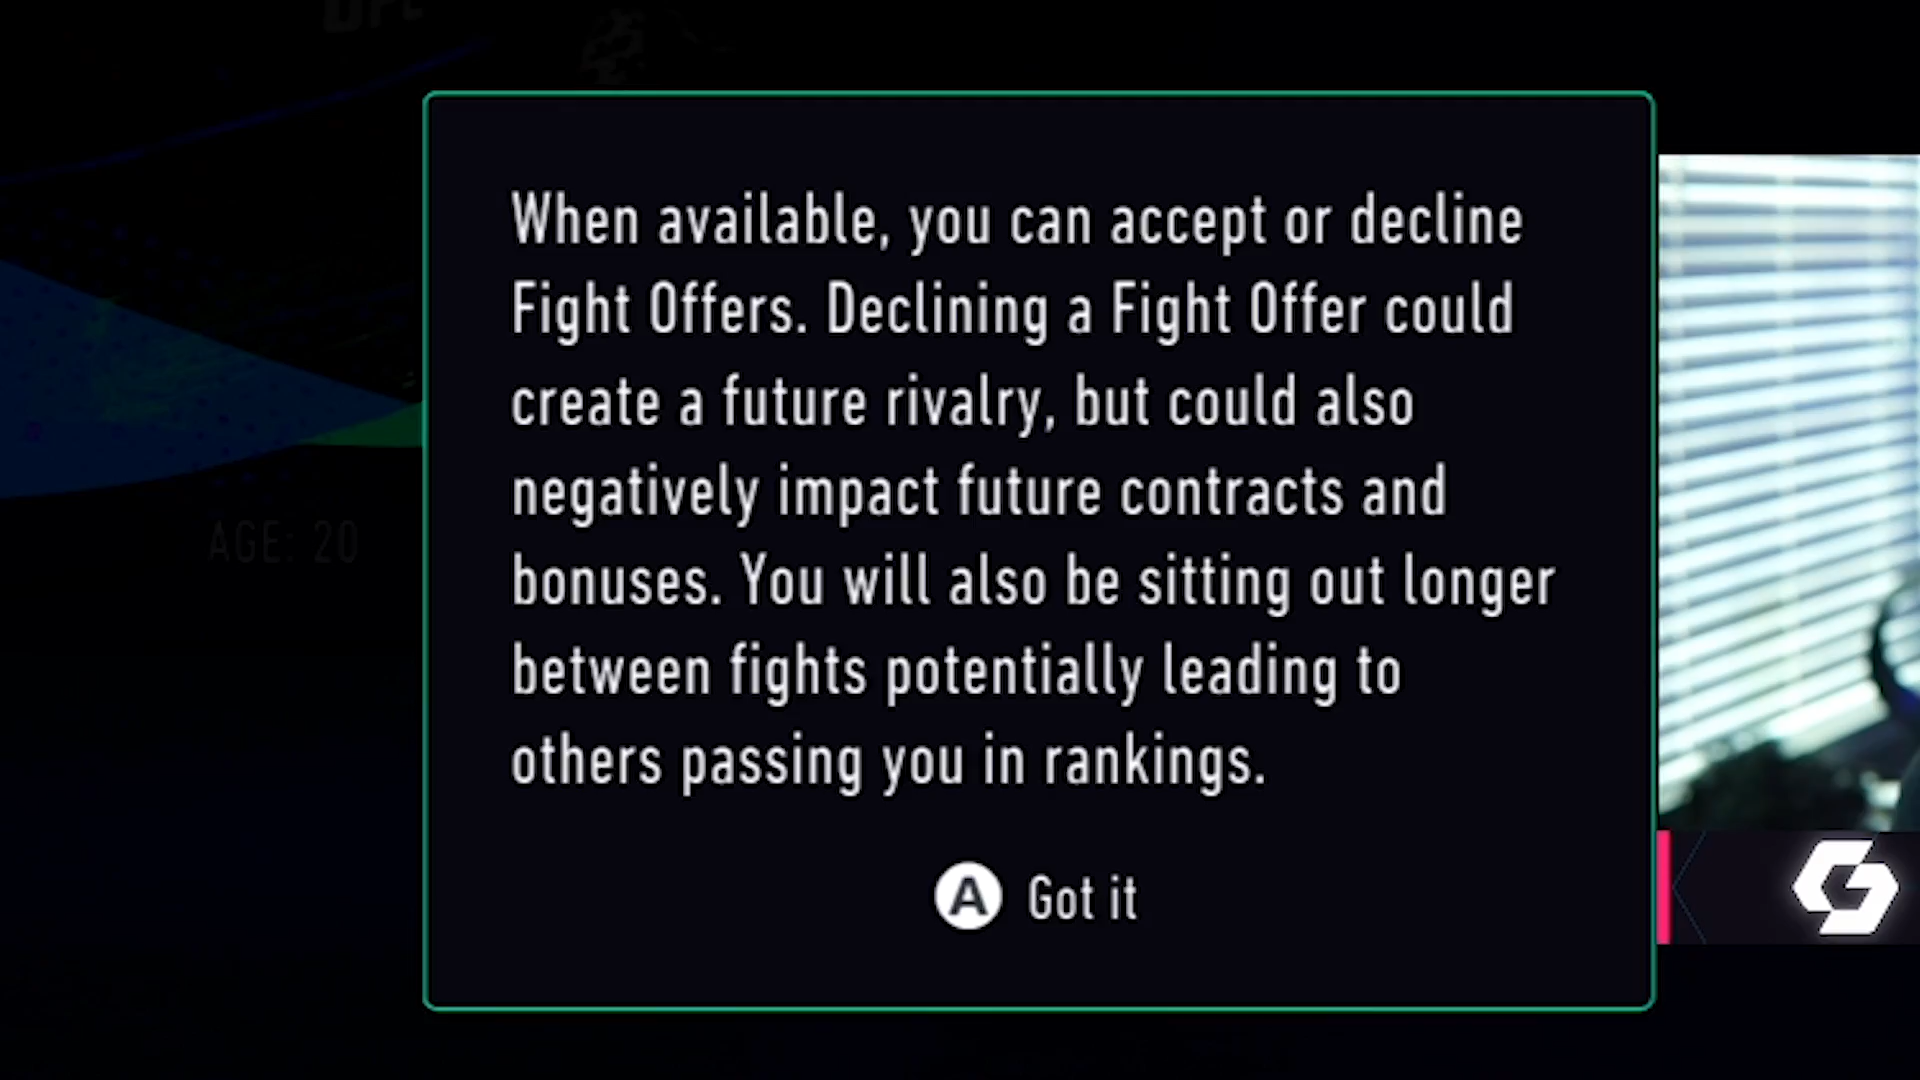 UFC
When available, you can accept or decline
Fight Offers. Declining a Fight Offer could
create a future rivalry, but could also
negatively impact future contracts and
bonuses. You will also be sitting out longer
between fights potentially leading to
others passing you in rankings.
AGE: 20
A Got it